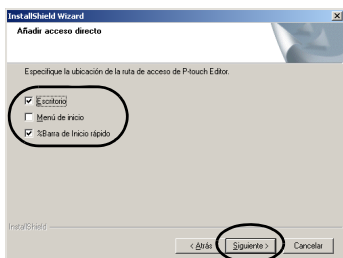 InstallShield Wizard
Añadir acceso directo
Especifique la ubicación de la ruta de acceso de P-touch Editor.
Escritorio
Menú de inicio
%Barra de Inicio rápido
InstallShield
< Atrás Siguiente > Cancelar